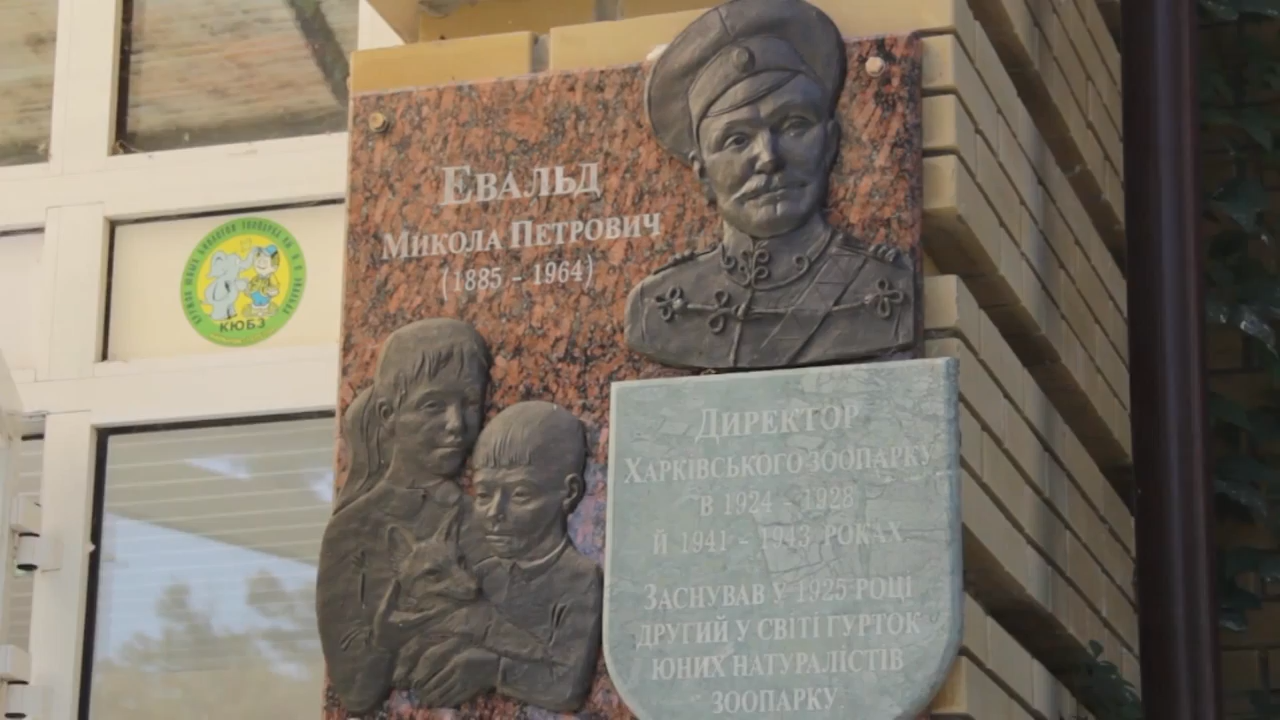 ЕВАЛЬД
МИКОЛА ПЕТРОВИЧ
(1885 - 1964)
ДИРЕКТОР
ХАРКІВСЬКОГО ЗООПАРКУ
В 1924 - 1928
Й 1941 - 1943 РОКАХ
ЗАСНУВАВ У 1925 РОЦІ
ДРУГИЙ У СВІТІ ГУРТОК
ЮНИХ НАТУРАЛІСТІВ
ЗООПАРКУ
КЮБЗ